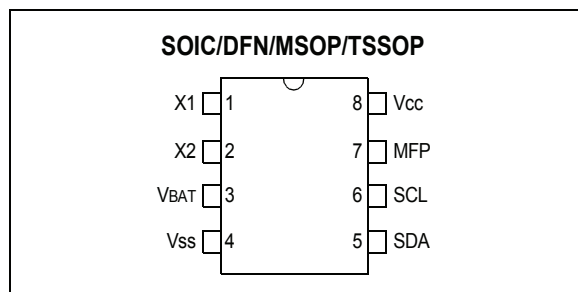 SOIC/DFN/MSOP/TSSOP
X1 1 8 Vcc
X2 2 7 MFP
VBAT 3 6 SCL
Vss 4 5 SDA